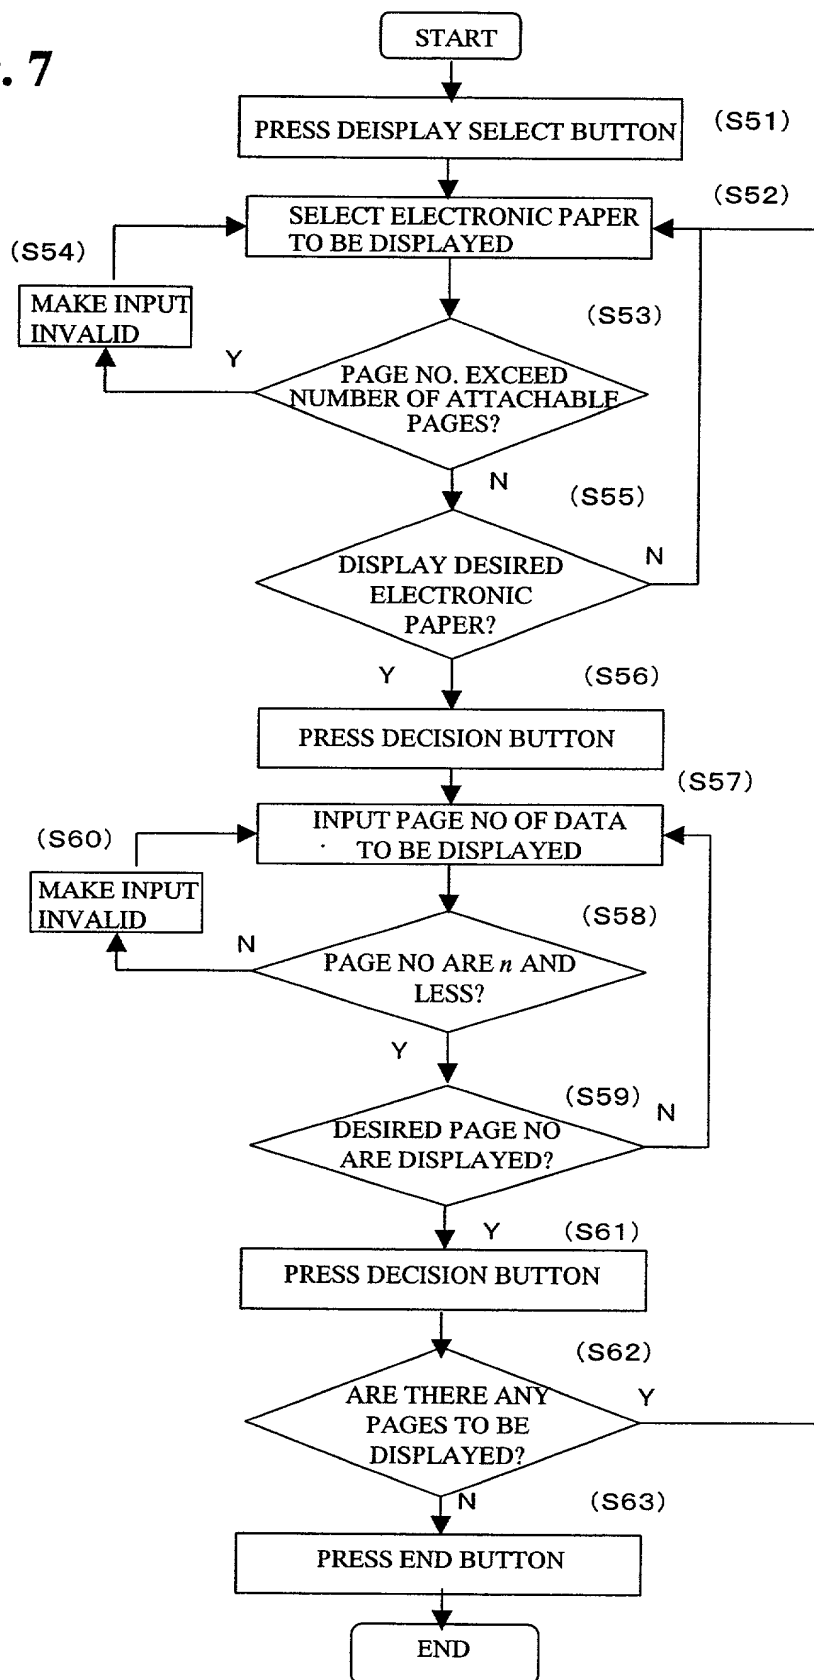 . 7
START
PRESS DEISPLAY SELECT BUTTON
(S51)
(S52)
SELECT ELECTRONIC PAPER
TO BE DISPLAYED
(S54)
MAKE INPUT
INVALID
(S53)
Y
PAGE NO. EXCEED
NUMBER OF ATTACHABLE
PAGES?
N
(S55)
DISPLAY DESIRED
ELECTRONIC
PAPER?
N
Y
(S56)
PRESS DECISION BUTTON
(S57)
INPUT PAGE NO OF DATA
TO BE DISPLAYED
(S60)
MAKE INPUT
INVALID
(S58)
N
PAGE NO ARE n AND
LESS?
Y
(S59)
N
DESIRED PAGE NO
ARE DISPLAYED?
Y
(S61)
PRESS DECISION BUTTON
(S62)
ARE THERE ANY
PAGES TO BE
DISPLAYED?
Y
N
(S63)
PRESS END BUTTON
END